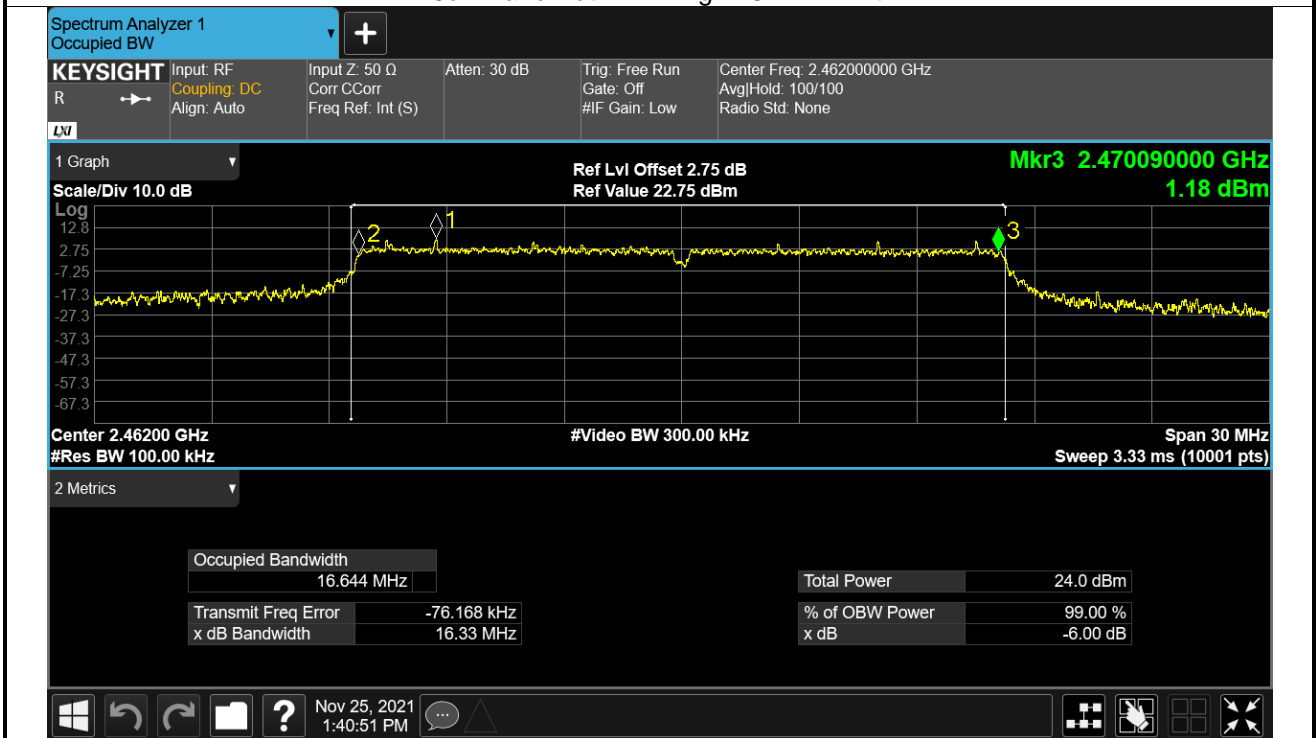 Spectrum Analyzer 1
Occupied BW
+
KEYSIGHT
R
LXI
Input: RF
Coupling: DC
Align: Auto
Input Z: 50 Ω
Corr CCorr
Freq Ref: Int (S)
Atten: 30 dB
Trig: Free Run
Gate: Off
#IF Gain: Low
Center Freq: 2.462000000 GHz
Avg|Hold: 100/100
Radio Std: None
1 Graph
Scale/Div 10.0 dB
Ref Lvl Offset 2.75 dB
Ref Value 22.75 dBm
Mkr3 2.470090000 GHz
1.18 dBm
Log
12.8
2.75
-7.25
-17.3
-27.3
-37.3
-47.3
-57.3
-67.3
2
1
3
Center 2.46200 GHz
#Res BW 100.00 kHz
#Video BW 300.00 kHz
Span 30 MHz
Sweep 3.33 ms (10001 pts)
2 Metrics
Occupied Bandwidth
16.644 MHz
Transmit Freq Error -76.168 kHz
x dB Bandwidth 16.33 MHz
Total Power 24.0 dBm
% of OBW Power 99.00 %
x dB -6.00 dB
?
Nov 25, 2021
1:40:51 PM